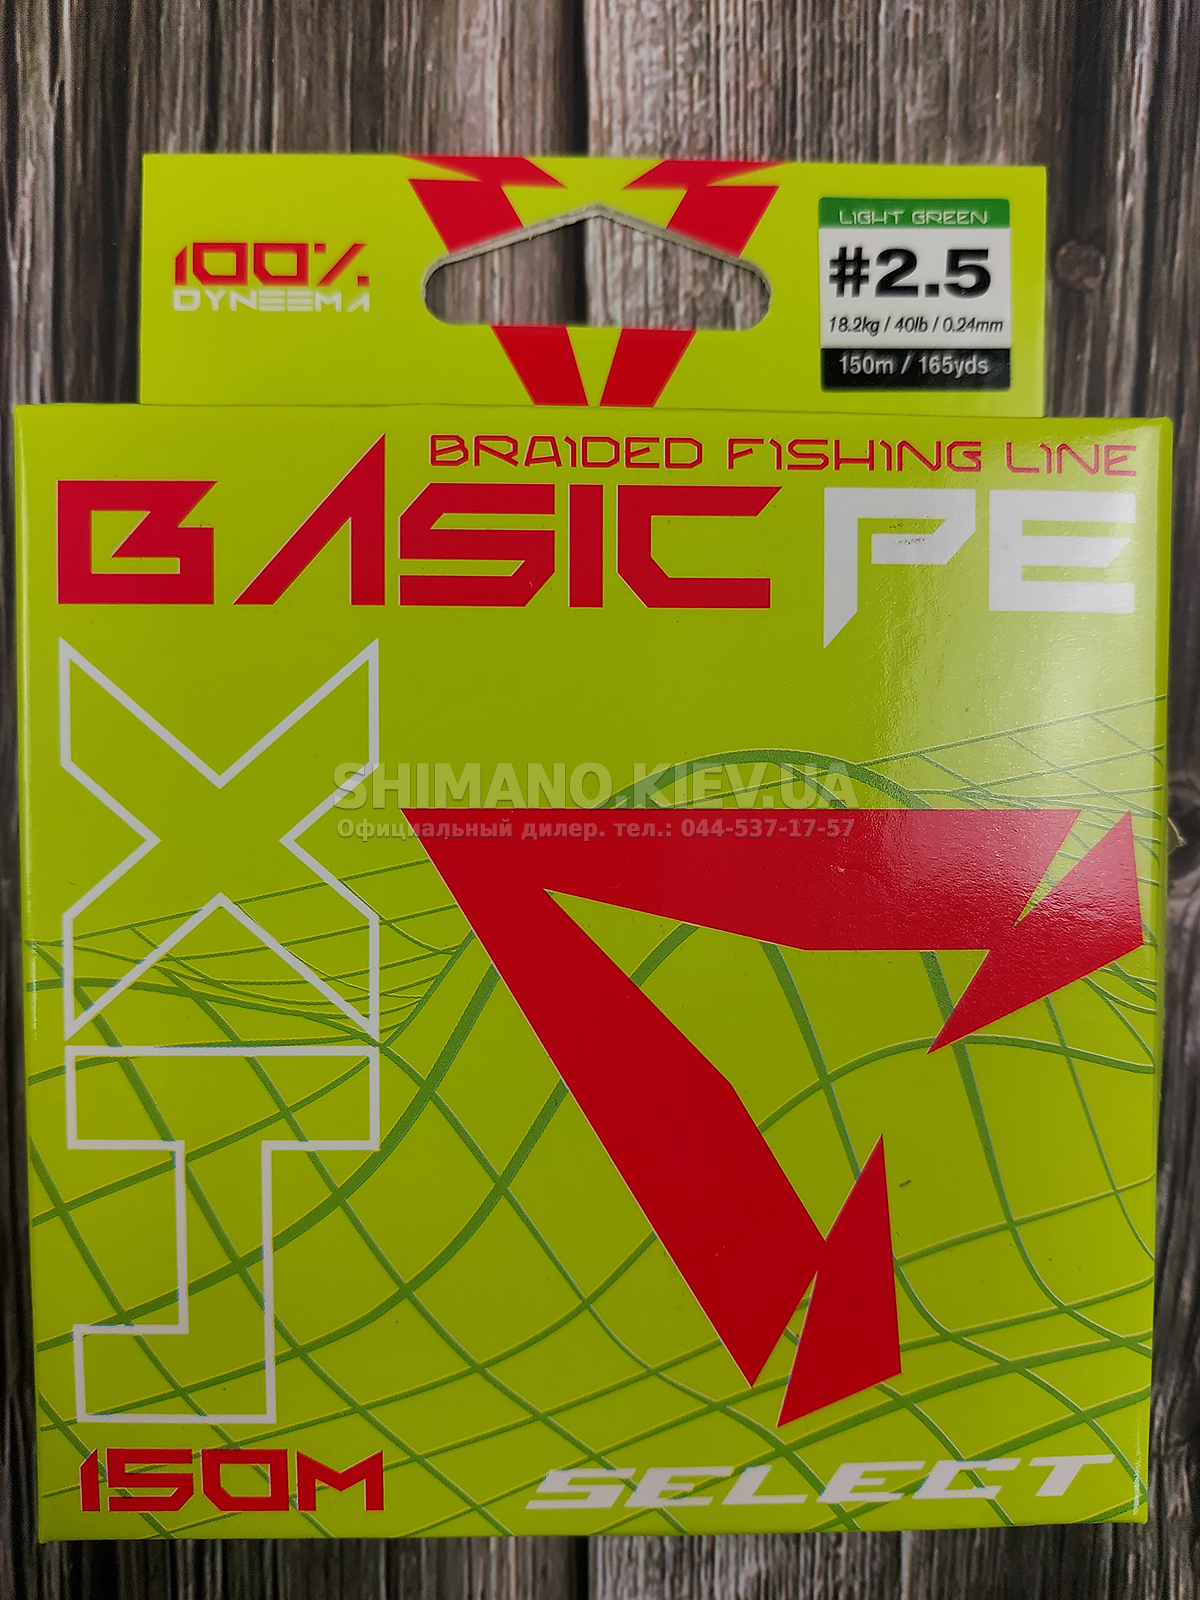 100%
DYNEEMA
LIGHT GREEN
#2.5
18.2kg / 40lb / 0.24mm
150m / 165yds
BRAIDED FISHING LINE
BASIC PE
SHIMANO.KIEV.UA
Официальный дилер. тел.: 044-537-17-57
150M
SELECT